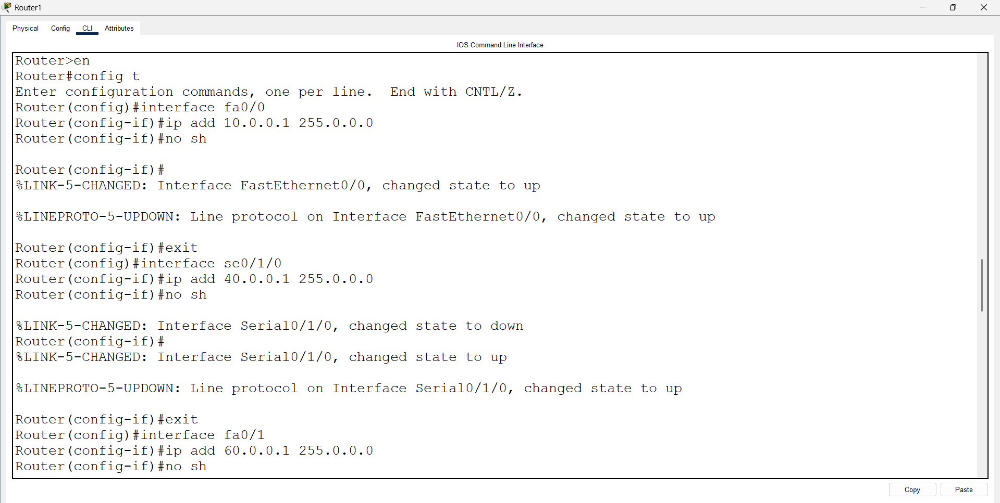 Router1
Physical Config CLI Attributes
IOS Command Line Interface
Router>en
Router#config t
Enter configuration commands, one per line.  End with CNTL/Z.
Router(config)#interface fa0/0
Router(config-if)#ip add 10.0.0.1 255.0.0.0
Router(config-if)#no sh
Router(config-if)#
%LINK-5-CHANGED: Interface FastEthernet0/0, changed state to up
%LINEPROTO-5-UPDOWN: Line protocol on Interface FastEthernet0/0, changed state to up
Router(config-if)#exit
Router(config)#interface se0/1/0
Router(config-if)#ip add 40.0.0.1 255.0.0.0
Router(config-if)#no sh
%LINK-5-CHANGED: Interface Serial0/1/0, changed state to down
Router(config-if)#
%LINK-5-CHANGED: Interface Serial0/1/0, changed state to up
%LINEPROTO-5-UPDOWN: Line protocol on Interface Serial0/1/0, changed state to up
Router(config-if)#exit
Router(config)#interface fa0/1
Router(config-if)#ip add 60.0.0.1 255.0.0.0
Router(config-if)#no sh
Copy Paste